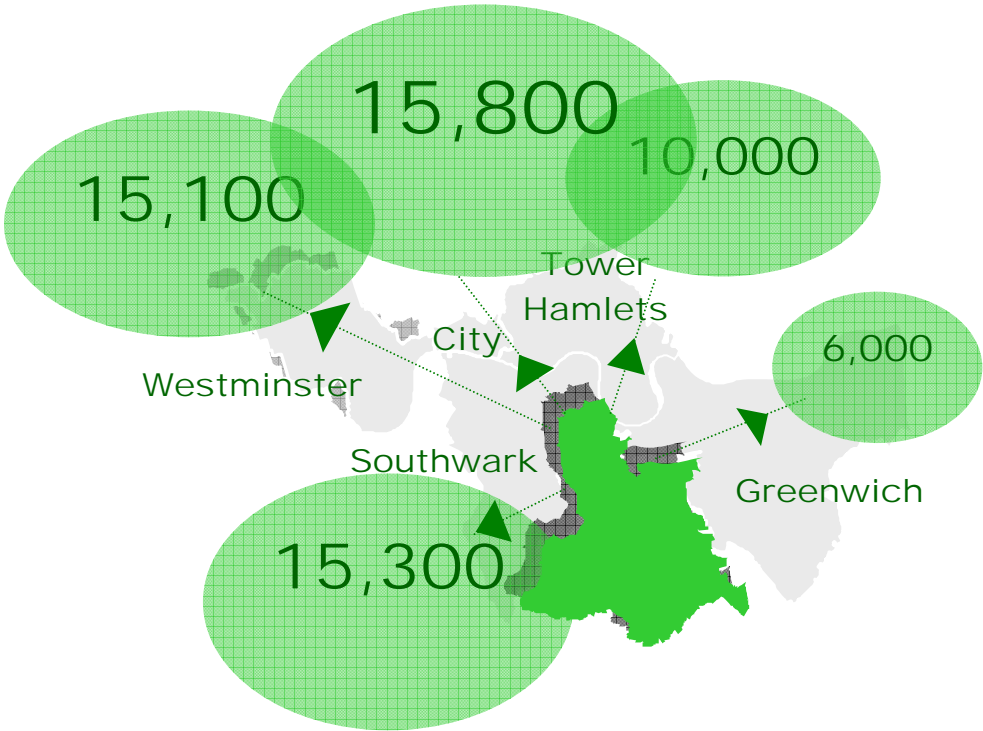 15,800
10,000
15,100
Tower
Hamlets
City
6,000
Westminster
Southwark
Greenwich
15,300